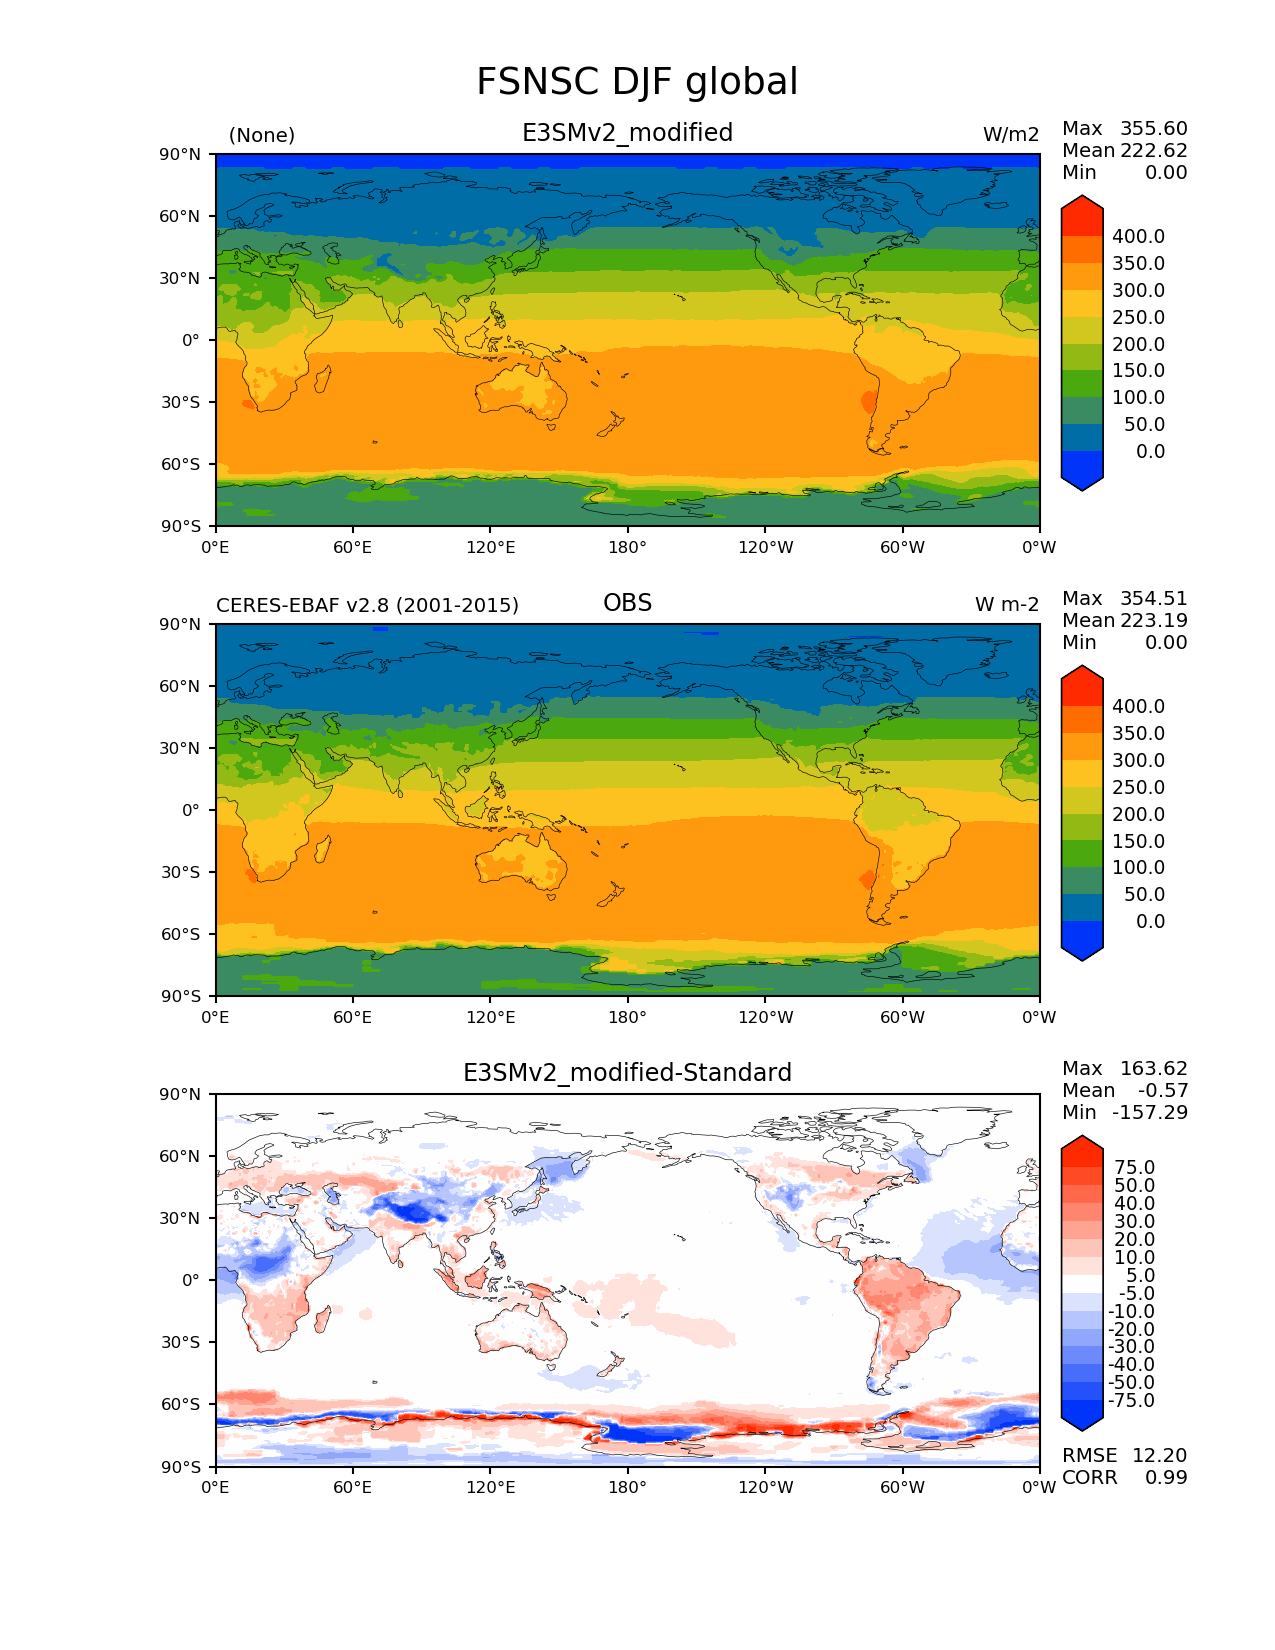 FSNSC DJF global
(None) E3SMv2_modified W/m2
Max 355.60
Mean 222.62
Min 0.00
90°N
60°N
30°N
0°
30°S
60°S
90°S
0°E 60°E 120°E 180° 120°W 60°W 0°W
400.0
350.0
300.0
250.0
200.0
150.0
100.0
50.0
0.0
CERES-EBAF v2.8 (2001-2015) OBS W m-2
Max 354.51
Mean 223.19
Min 0.00
90°N
60°N
30°N
0°
30°S
60°S
90°S
0°E 60°E 120°E 180° 120°W 60°W 0°W
400.0
350.0
300.0
250.0
200.0
150.0
100.0
50.0
0.0
E3SMv2_modified-Standard
Max 163.62
Mean -0.57
Min -157.29
90°N
60°N
30°N
0°
30°S
60°S
90°S
0°E 60°E 120°E 180° 120°W 60°W 0°W
75.0
50.0
40.0
30.0
20.0
10.0
5.0
-5.0
-10.0
-20.0
-30.0
-40.0
-50.0
-75.0
RMSE 12.20
CORR 0.99